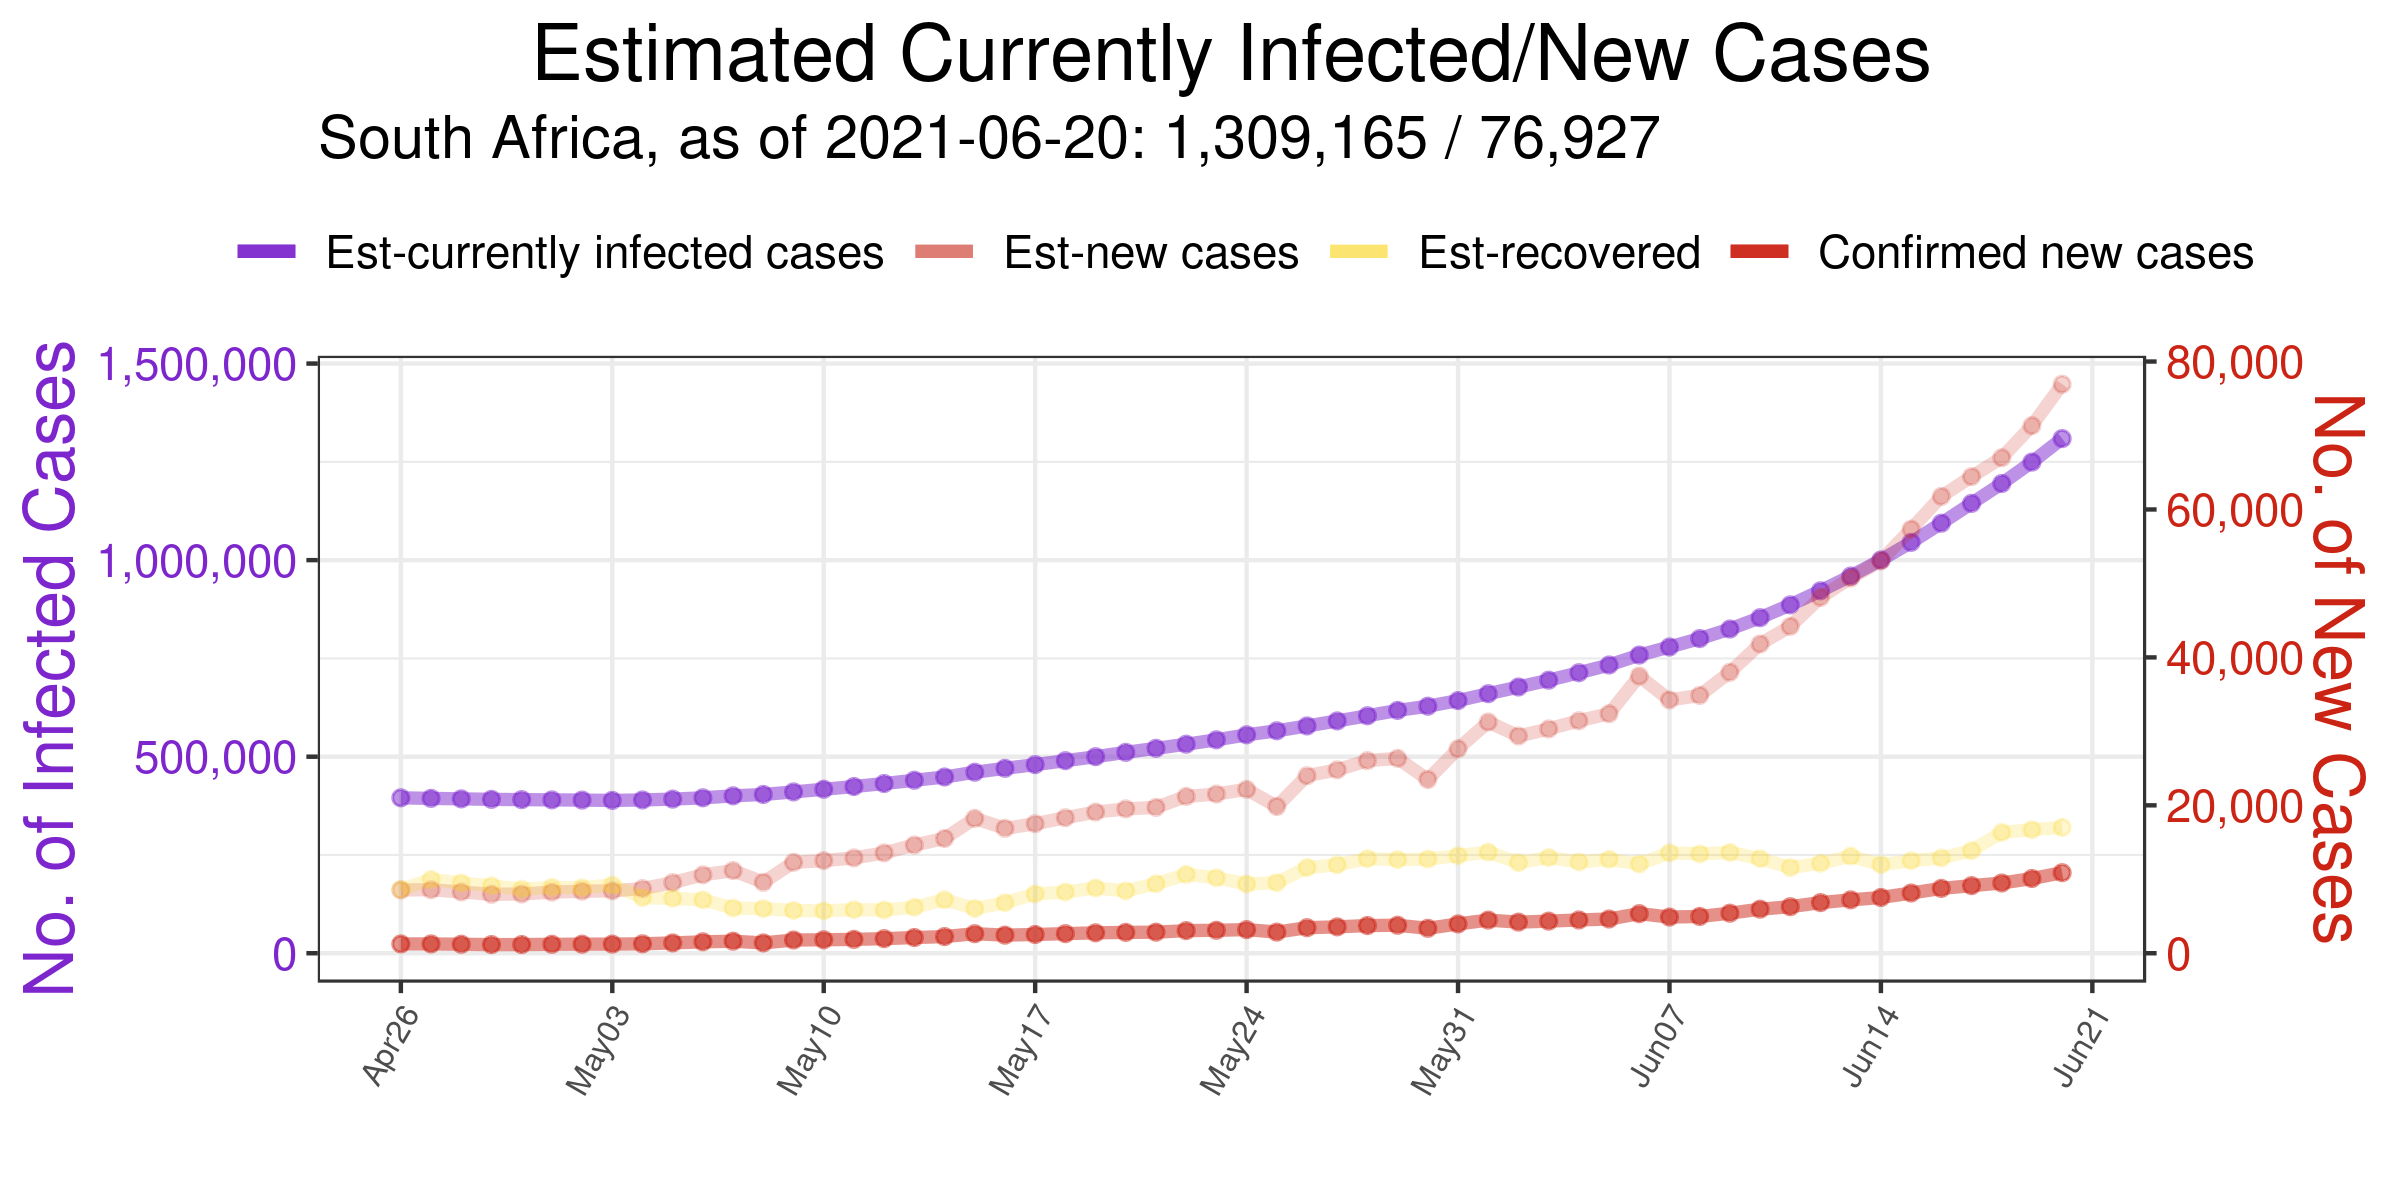 Estimated Currently Infected/New Cases
South Africa, as of 2021-06-20: 1,309,165 / 76,927
Est-currently infected cases Est-new cases Est-recovered Confirmed new cases
No. of Infected Cases
1,500,000
1,000,000
500,000
0
80,000
60,000
40,000
20,000
0
No. of New Cases
Apr26 May03 May10 May17 May24 May31 Jun07 Jun14 Jun21